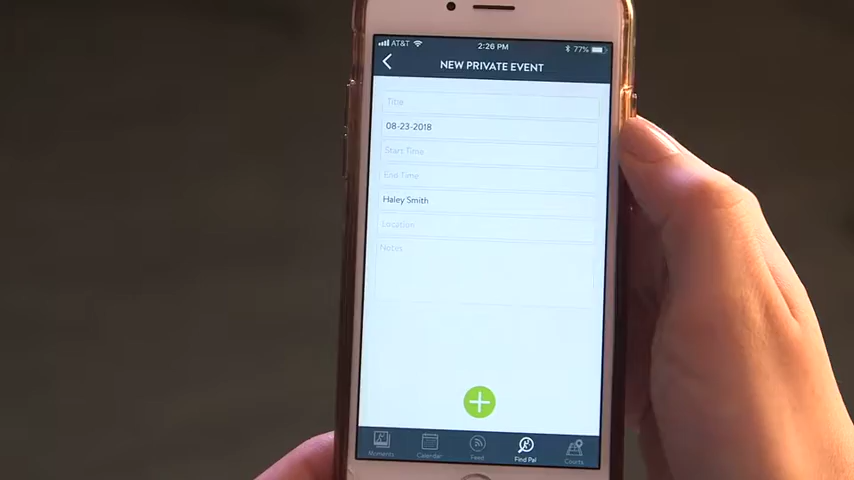 AT&T 2:26 PM 77%
NEW PRIVATE EVENT
Title
08-23-2018
Start Time
End Time
Haley Smith
Location
Notes
Moments Calendar Feed Find Pal Courts